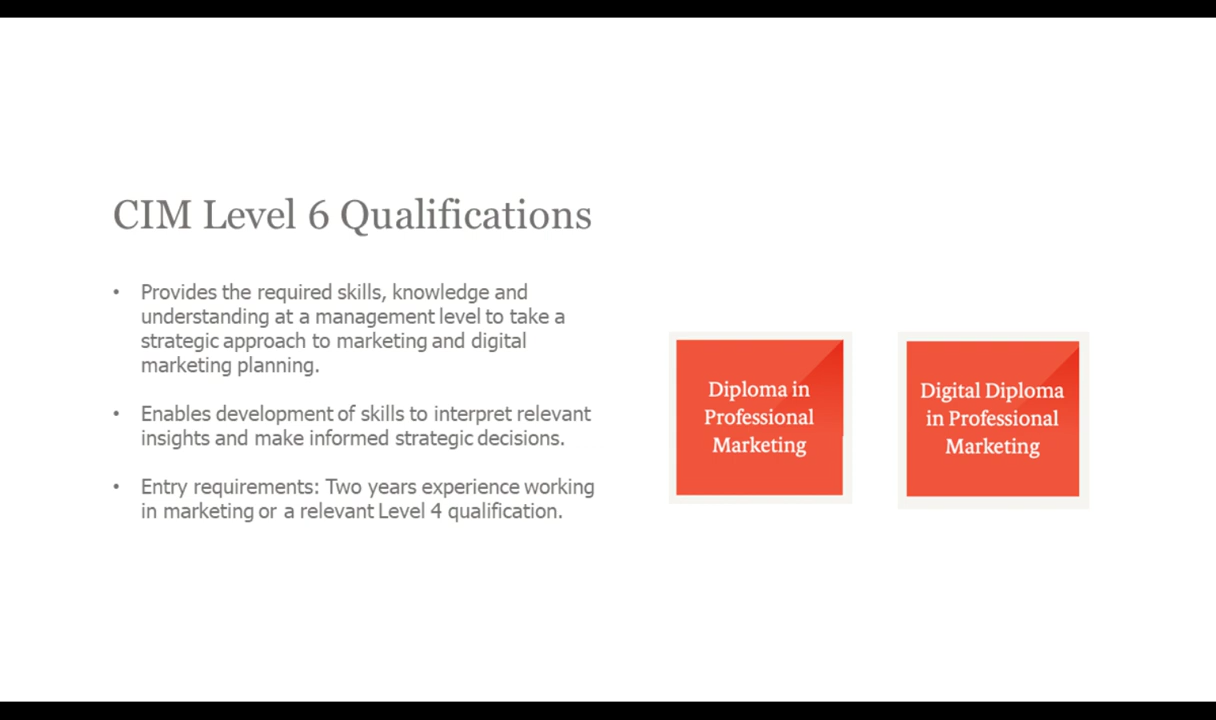 CIM Level 6 Qualifications
• Provides the required skills, knowledge and
understanding at a management level to take a
strategic approach to marketing and digital
marketing planning.
• Enables development of skills to interpret relevant
insights and make informed strategic decisions.
• Entry requirements: Two years experience working
in marketing or a relevant Level 4 qualification.
Diploma in
Professional
Marketing
Digital Diploma
in Professional
Marketing